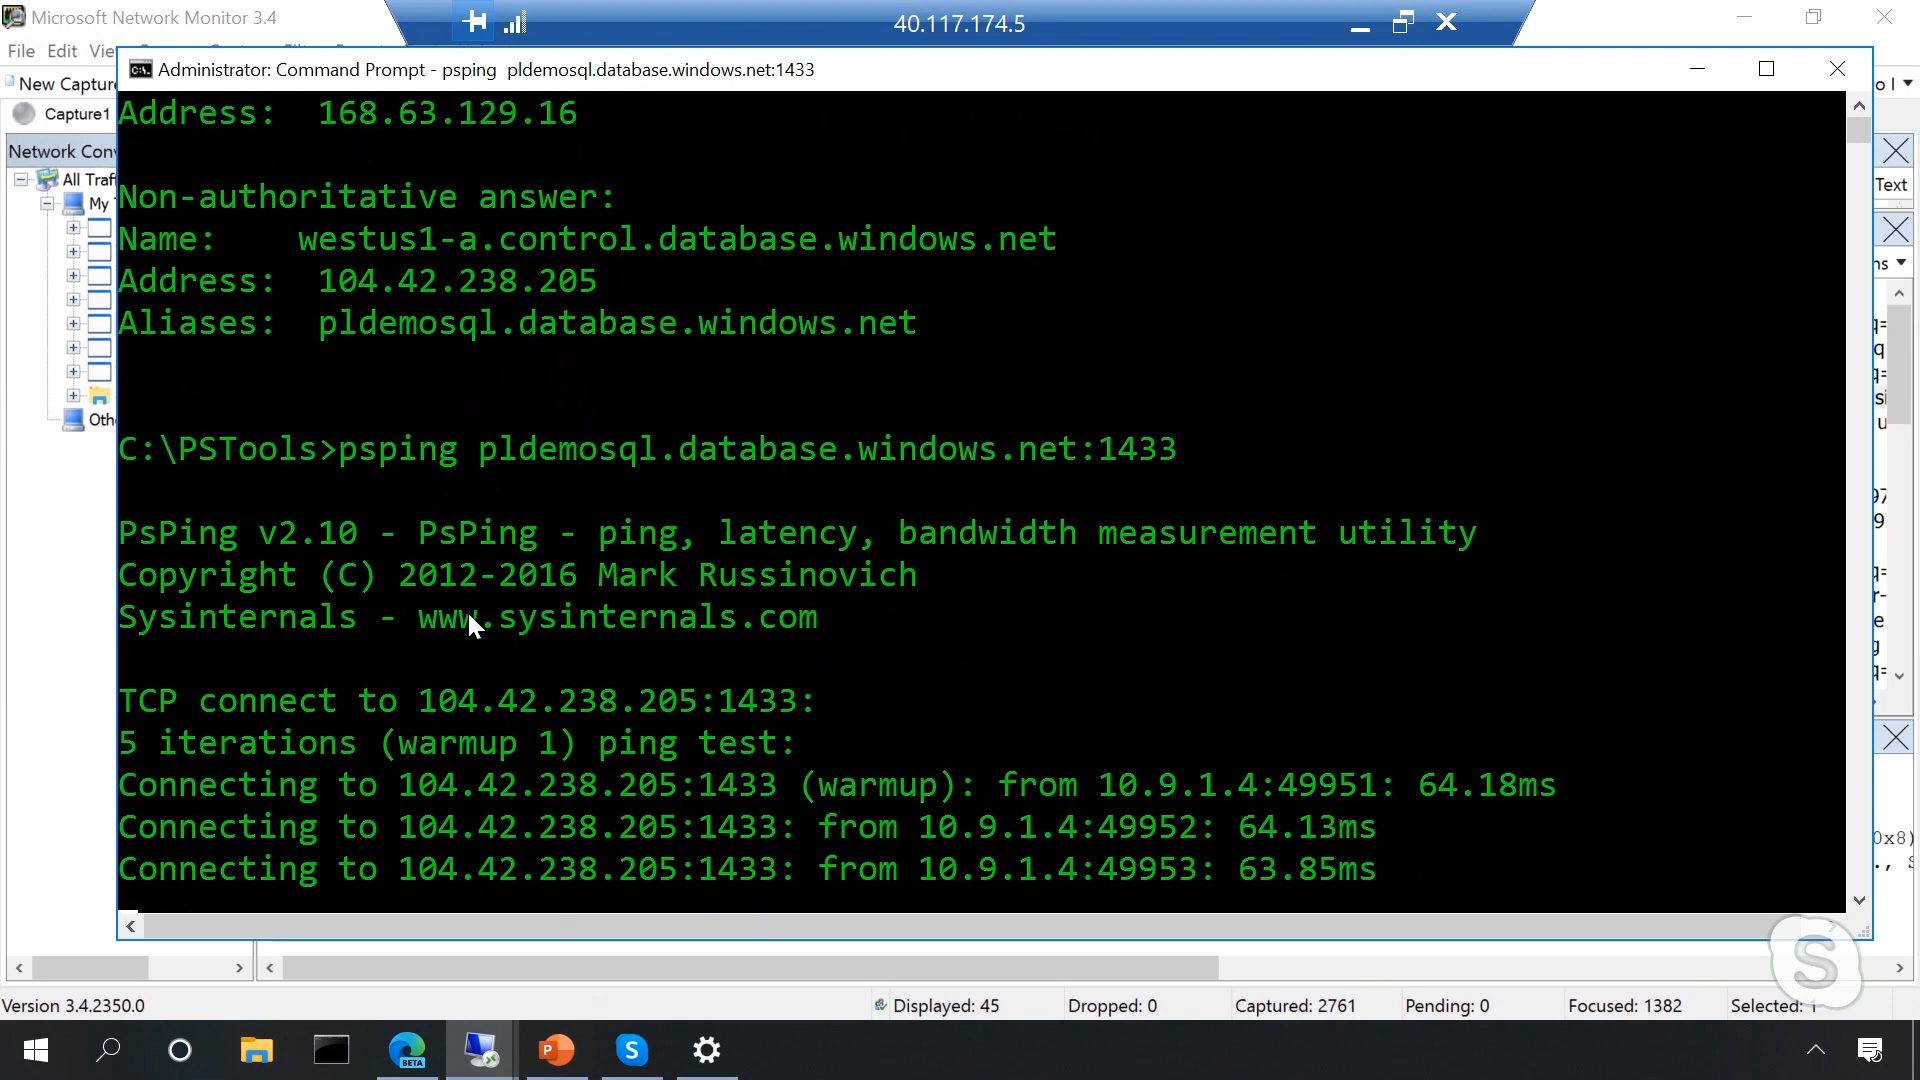 Microsoft Network Monitor 3.4
40.117.174.5
File Edit
New Capture
Administrator: Command Prompt - psping pldemosql.database.windows.net:1433
Capture1
Address: 168.63.129.16
Network Conv
Text
All Traf
My
Non-authoritative answer:
Name: westus1-a.control.database.windows.net
Address: 104.42.238.205
Aliases: pldemosql.database.windows.net
Oth
C:\PSTools>psping pldemosql.database.windows.net:1433
PsPing v2.10 - PsPing - ping, latency, bandwidth measurement utility
Copyright (C) 2012-2016 Mark Russinovich
Sysinternals - www.sysinternals.com
TCP connect to 104.42.238.205:1433:
5 iterations (warmup 1) ping test:
Connecting to 104.42.238.205:1433 (warmup): from 10.9.1.4:49951: 64.18ms
Connecting to 104.42.238.205:1433: from 10.9.1.4:49952: 64.13ms
Connecting to 104.42.238.205:1433: from 10.9.1.4:49953: 63.85ms
0x8)
Version 3.4.2350.0
Displayed: 45
Dropped: 0
Captured: 2761
Pending: 0
Focused: 1382
Selected: 1
BETA